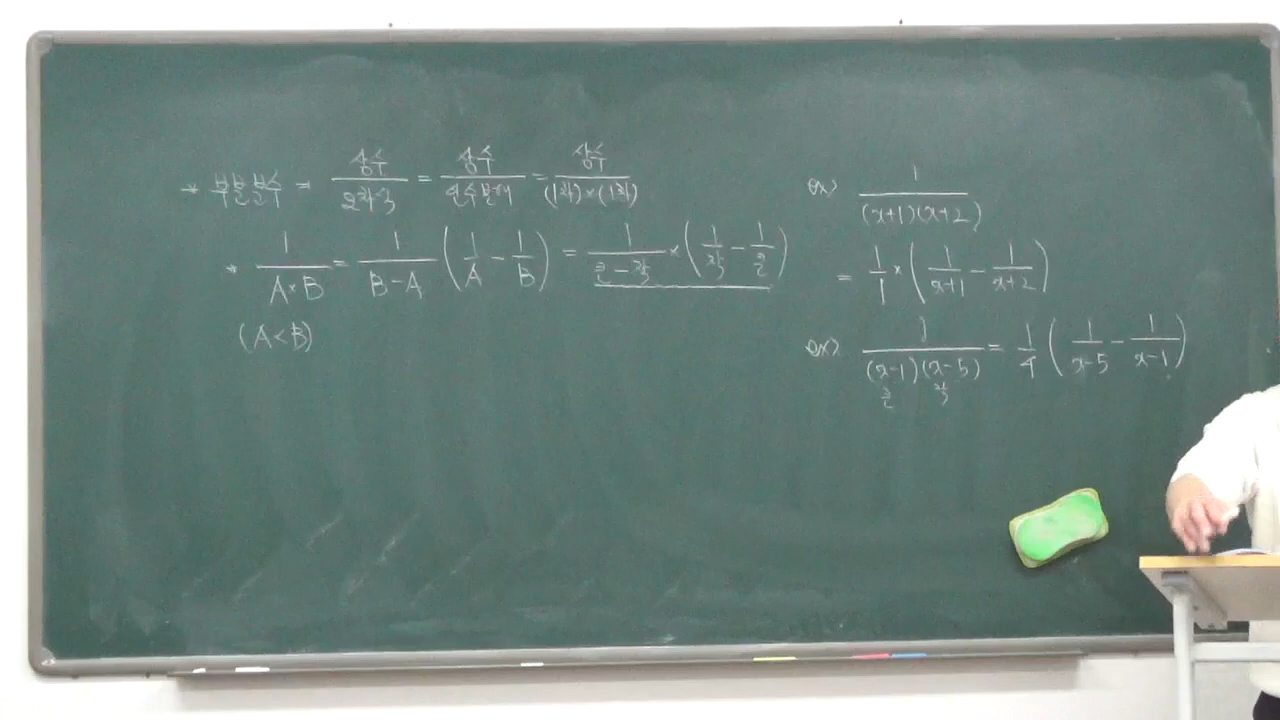 * 부분분수 = 상수/2차식 = 상수/인수분해 = 상수/(1차식)×(1차식)
* 1/(A×B) = 1/(B-A) (1/A - 1/B) = 1/(큰-작) × (1/작 - 1/큰)
(A<B)
ex) 1/((x+1)(x+2))
= 1/1 × (1/(x+1) - 1/(x+2))
ex) 1/((x-1)(x-5)) = 1/4 (1/(x-5) - 1/(x-1))
큰 작